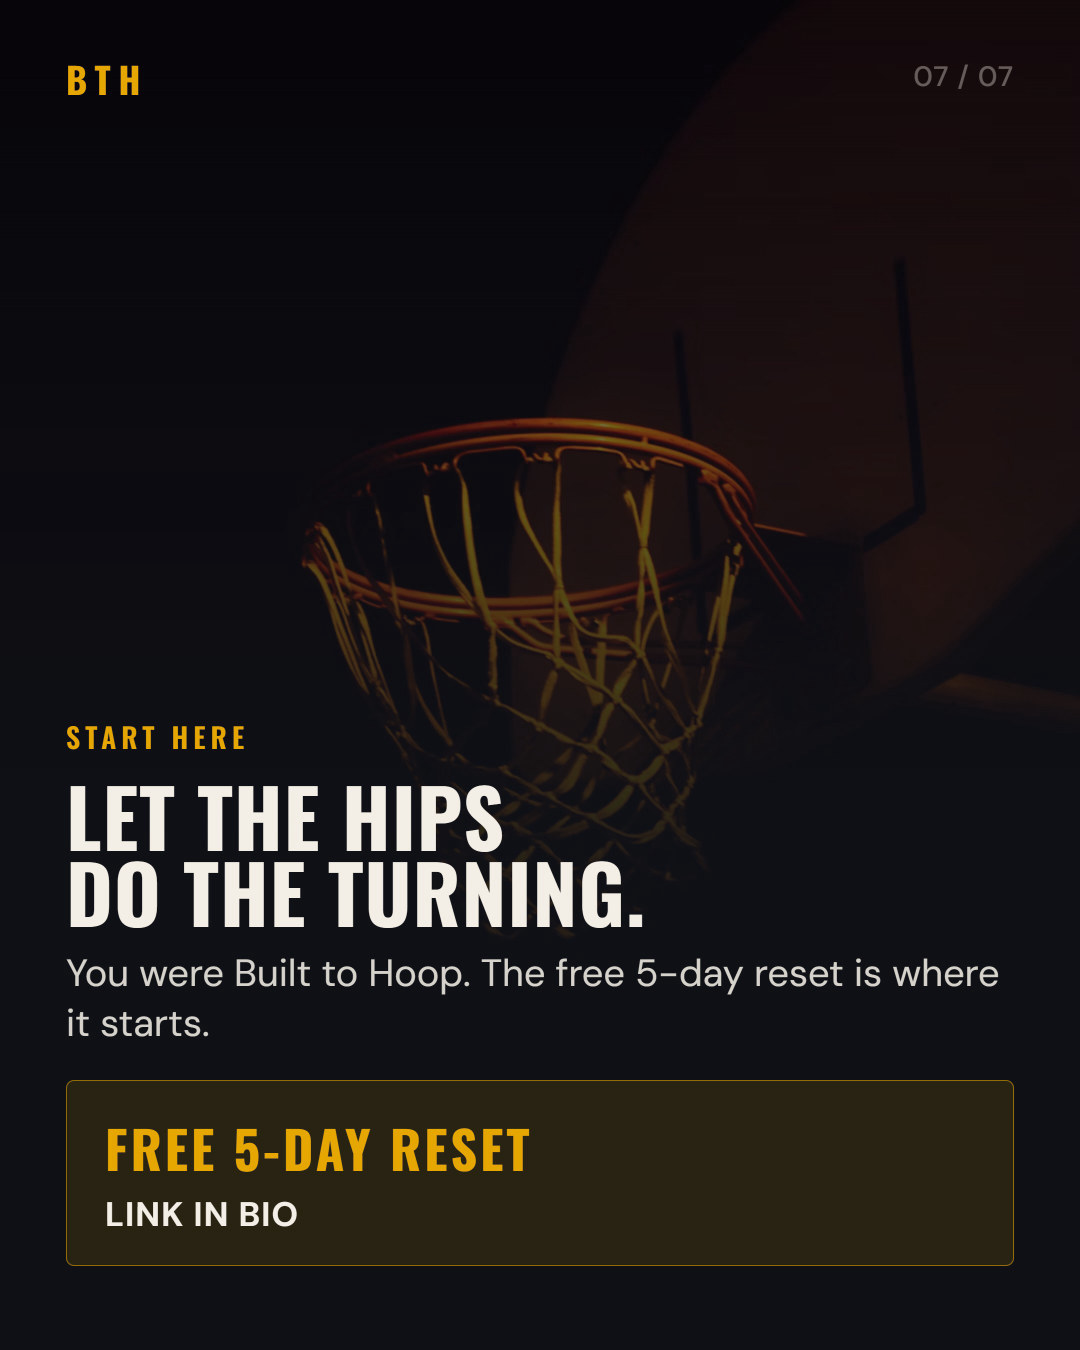 BTH
07 / 07
START HERE
LET THE HIPS
DO THE TURNING.
You were Built to Hoop. The free 5-day reset is where
it starts.
FREE 5-DAY RESET
LINK IN BIO